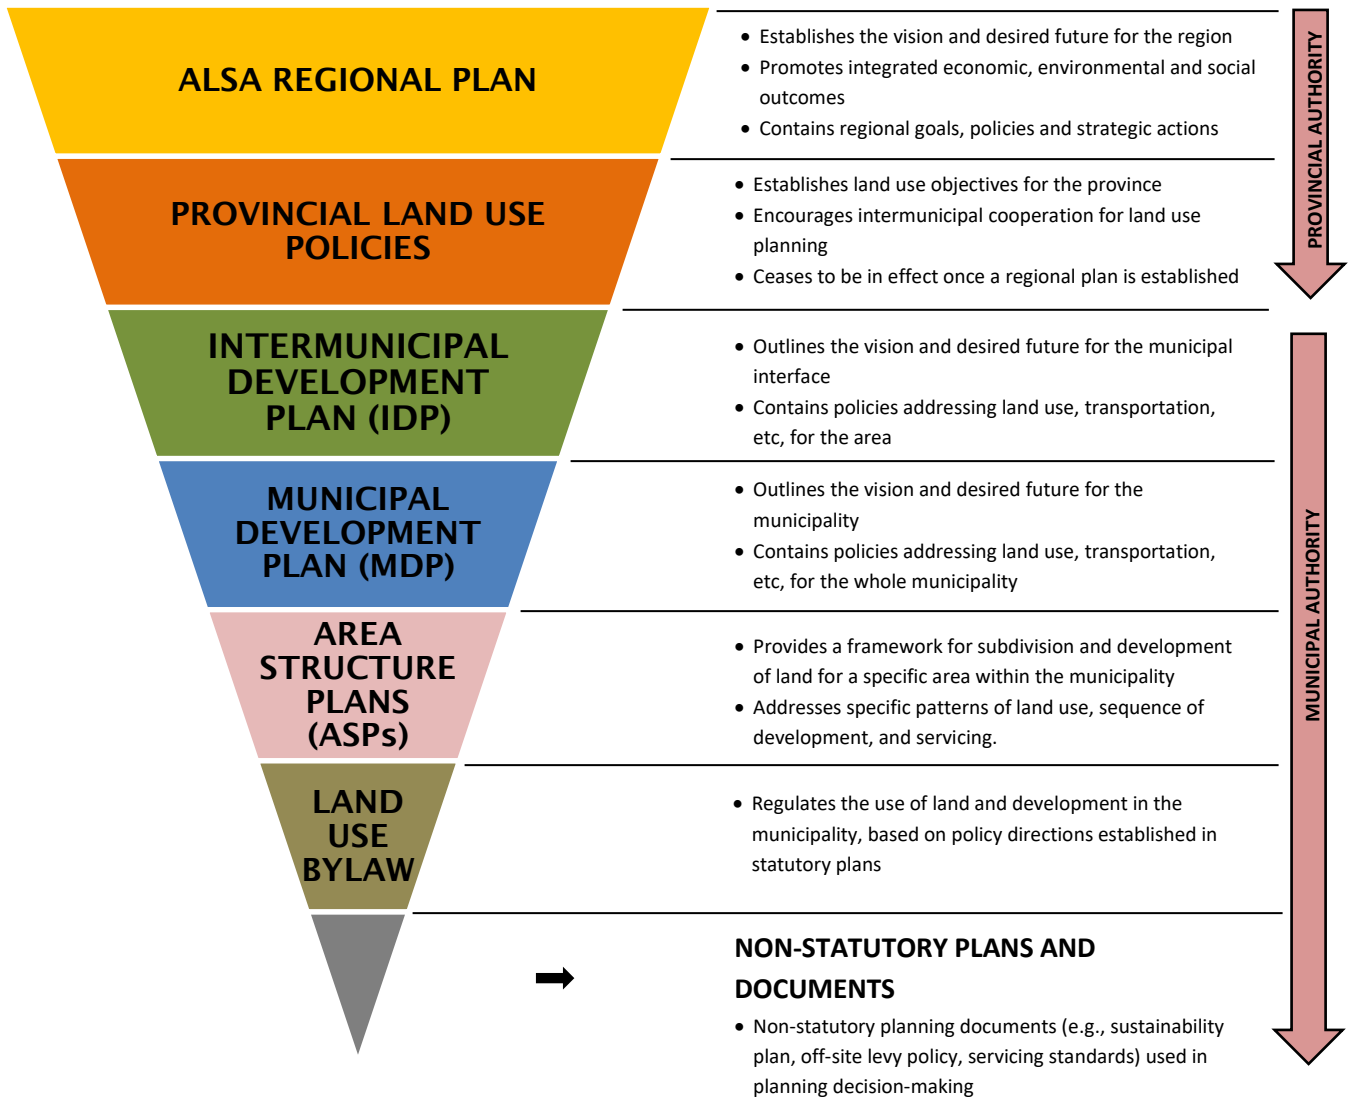 ALSA REGIONAL PLAN
• Establishes the vision and desired future for the region
• Promotes integrated economic, environmental and social
outcomes
• Contains regional goals, policies and strategic actions
PROVINCIAL AUTHORITY
PROVINCIAL LAND USE
POLICIES
• Establishes land use objectives for the province
• Encourages intermunicipal cooperation for land use
planning
• Ceases to be in effect once a regional plan is established
INTERMUNICIPAL
DEVELOPMENT
PLAN (IDP)
• Outlines the vision and desired future for the municipal
interface
• Contains policies addressing land use, transportation,
etc, for the area
MUNICIPAL AUTHORITY
MUNICIPAL
DEVELOPMENT
PLAN (MDP)
• Outlines the vision and desired future for the
municipality
• Contains policies addressing land use, transportation,
etc, for the whole municipality
AREA
STRUCTURE
PLANS
(ASPs)
• Provides a framework for subdivision and development
of land for a specific area within the municipality
• Addresses specific patterns of land use, sequence of
development, and servicing.
LAND
USE
BYLAW
• Regulates the use of land and development in the
municipality, based on policy directions established in
statutory plans
NON-STATUTORY PLANS AND
DOCUMENTS
• Non-statutory planning documents (e.g., sustainability
plan, off-site levy policy, servicing standards) used in
planning decision-making